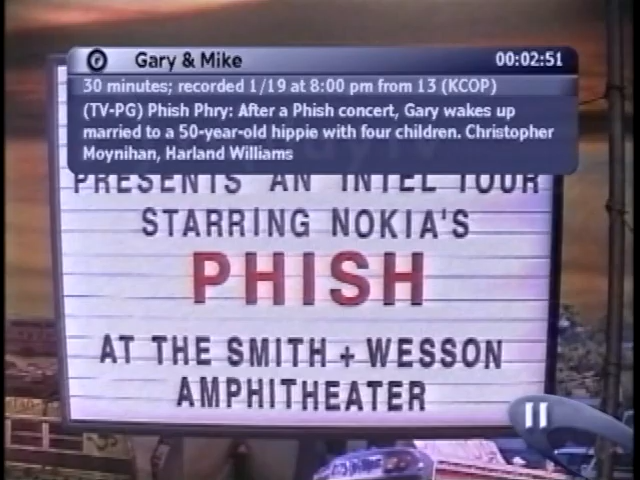 Gary & Mike 00:02:51
30 minutes; recorded 1/19 at 8:00 pm from 13 (KCOP)
(TV-PG) Phish Phry: After a Phish concert, Gary wakes up
married to a 50-year-old hippie with four children. Christopher
Moynihan, Harland Williams
PRESENTS AN INTEL TOUR
STARRING NOKIA'S
PHISH
AT THE SMITH + WESSON
AMPHITHEATER